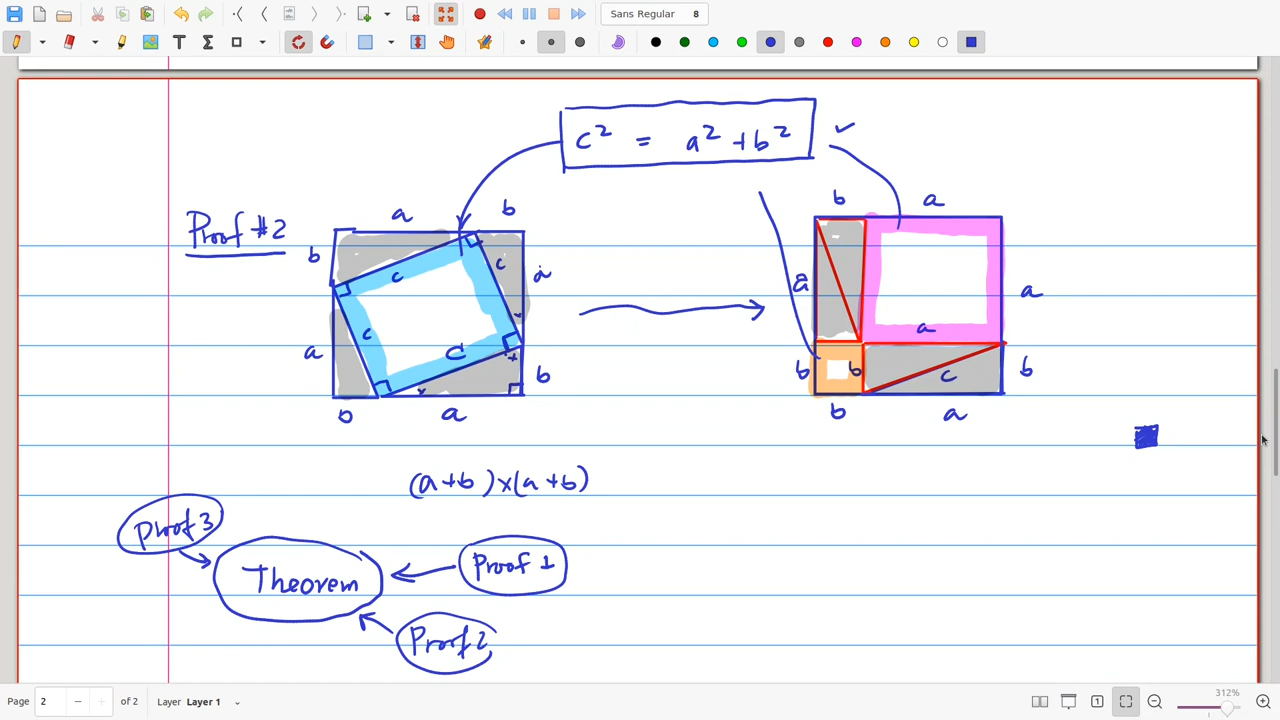 Sans Regular 8
c² = a² + b² ✓
Proof #2
a b
b c c a
a c c b
b a
b a
a a a
b b c b
b a
(a+b)×(a+b)
Proof 3
Theorem
Proof 1
Proof 2
Page 2 of 2 Layer Layer 1 312%